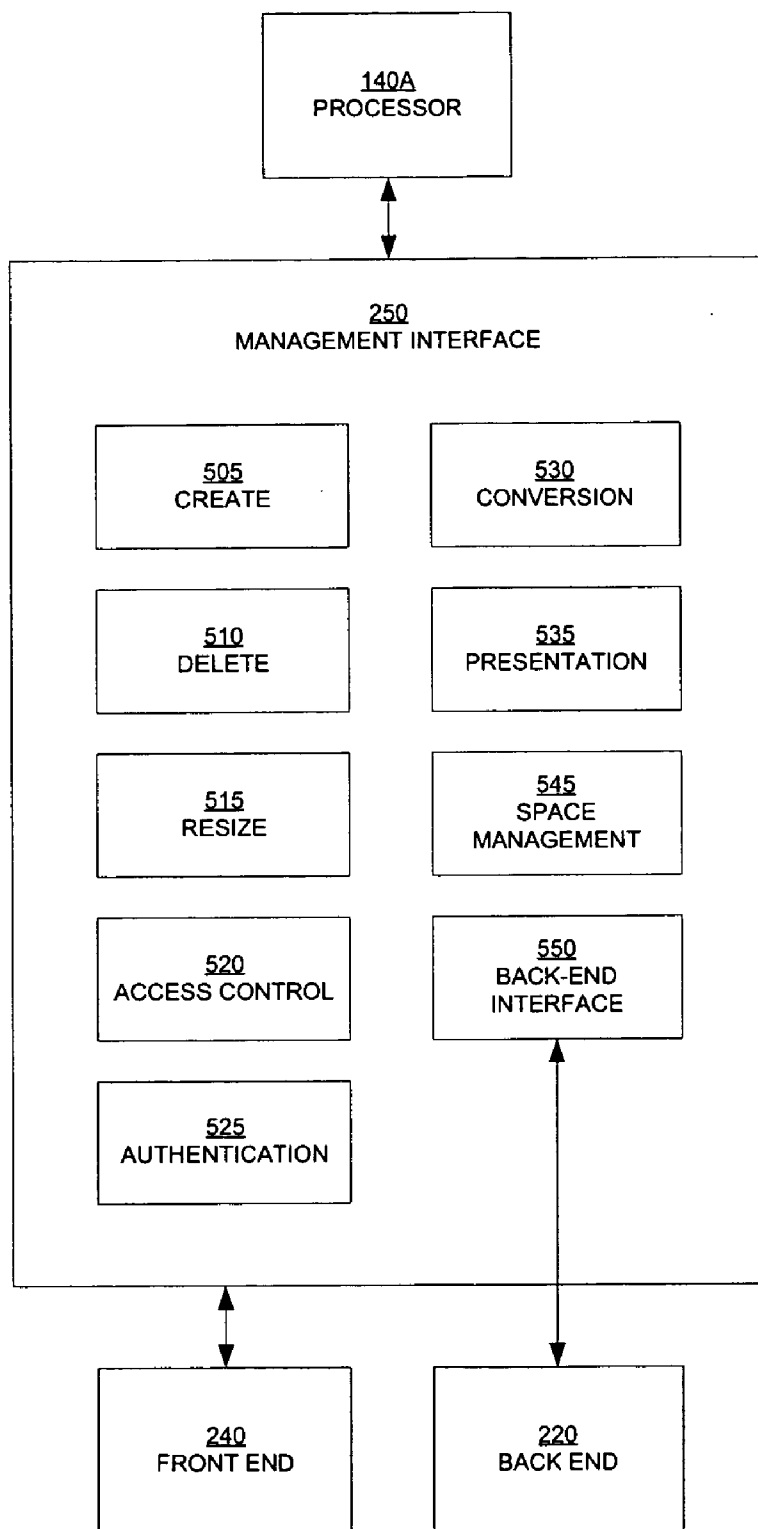 140A
PROCESSOR
250
MANAGEMENT INTERFACE
505
CREATE
530
CONVERSION
510
DELETE
535
PRESENTATION
515
RESIZE
545
SPACE
MANAGEMENT
520
ACCESS CONTROL
550
BACK-END
INTERFACE
525
AUTHENTICATION
240
FRONT END
220
BACK END